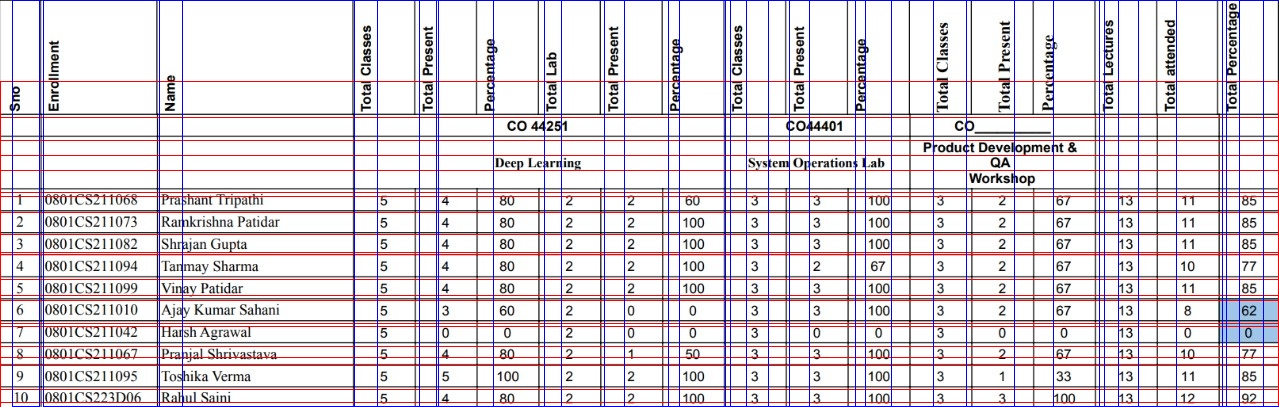 Sno Enrollment Name Total Classes Total Present Percentage Total Lab Total Present Percentage Total Classes Total Present Percentage Total Classes Total Present Percentage Total Lectures Total attended Total Percentage
CO 44251 CO44401 CO__________
Deep Learning System Operations Lab Product Development &
QA
Workshop
1 0801CS211068 Prashant Tripathi 5 4 80 2 2 60 3 3 100 3 2 67 13 11 85
2 0801CS211073 Ramkrishna Patidar 5 4 80 2 2 100 3 3 100 3 2 67 13 11 85
3 0801CS211082 Shrajan Gupta 5 4 80 2 2 100 3 3 100 3 2 67 13 11 85
4 0801CS211094 Tanmay Sharma 5 4 80 2 2 100 3 2 67 3 2 67 13 10 77
5 0801CS211099 Vinay Patidar 5 4 80 2 2 100 3 3 100 3 2 67 13 11 85
6 0801CS211010 Ajay Kumar Sahani 5 3 60 2 0 0 3 3 100 3 2 67 13 8 62
7 0801CS211042 Harsh Agrawal 5 0 0 2 0 0 3 0 0 3 0 0 13 0 0
8 0801CS211067 Pranjal Shrivastava 5 4 80 2 1 50 3 3 100 3 2 67 13 10 77
9 0801CS211095 Toshika Verma 5 5 100 2 2 100 3 3 100 3 1 33 13 11 85
10 0801CS223D06 Rahul Saini 5 4 80 2 2 100 3 3 100 3 3 100 13 12 92